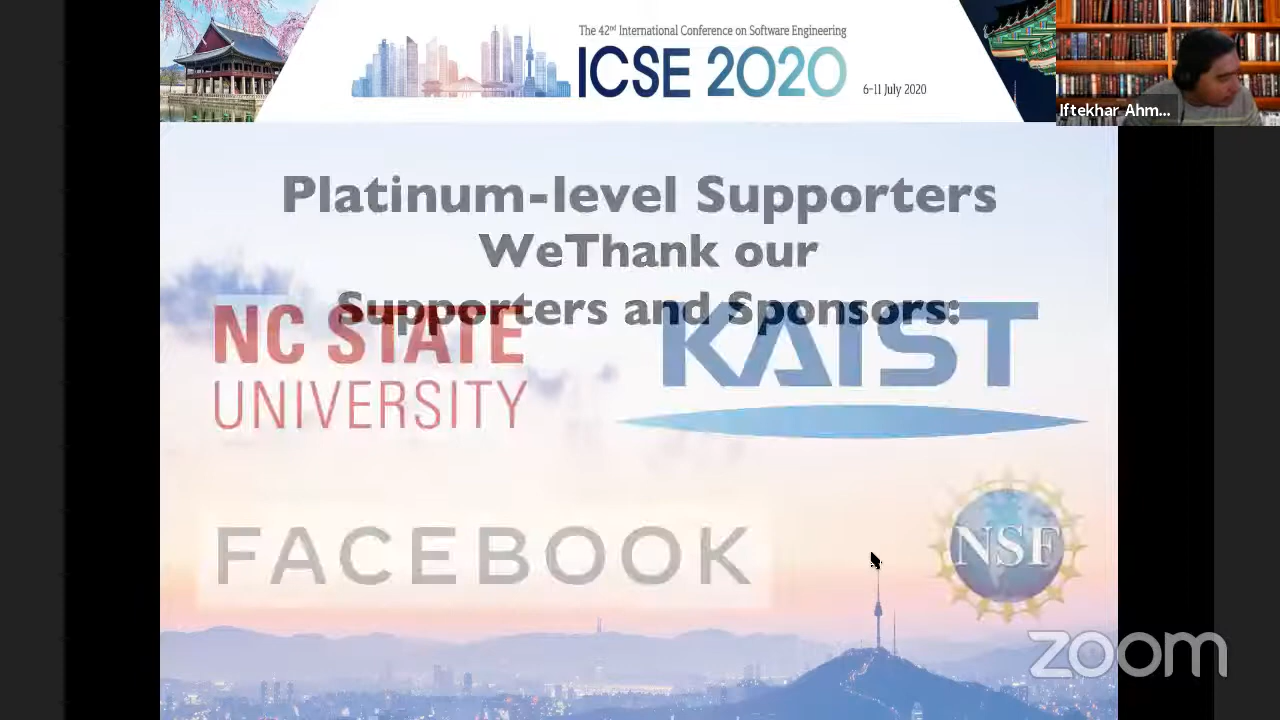 The 42nd International Conference on Software Engineering
ICSE 2020
6-11 July 2020
Iftekhar Ahm...
Platinum-level Supporters
WeThank our
Supporters and Sponsors:
NC STATE
UNIVERSITY
KAIST
FACEBOOK
NSF
zoom